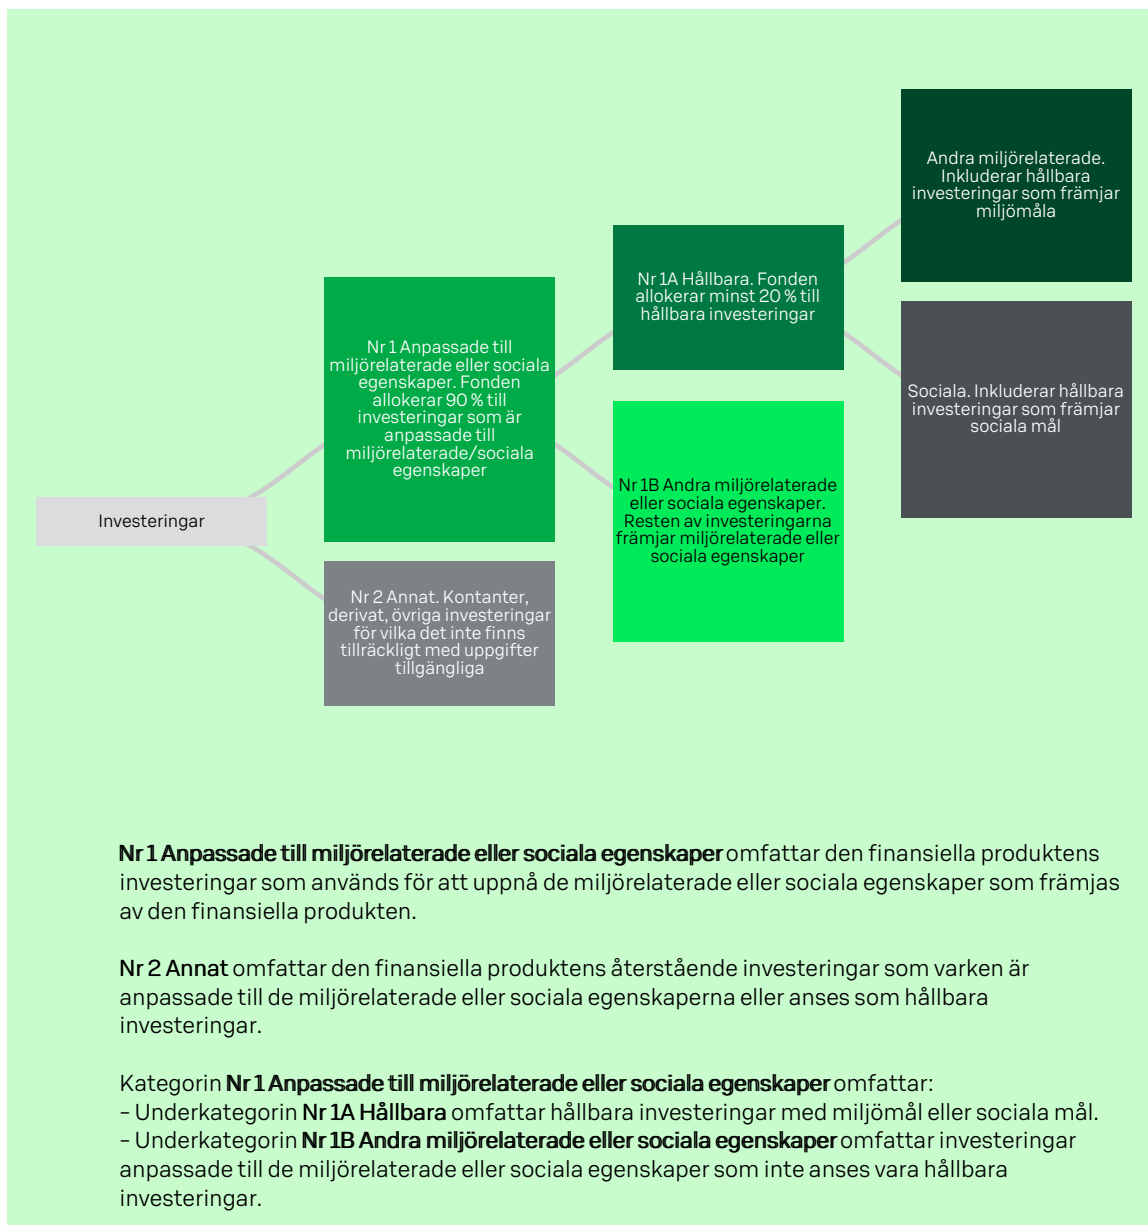 Andra miljörelaterade.
Inkluderar hållbara
investeringar som främjar
miljömåla
Nr 1A Hållbara. Fonden
allokerar minst 20 % till
hållbara investeringar
Nr 1 Anpassade till
miljörelaterade eller sociala
egenskaper. Fonden
allokerar 90 % till
investeringar som är
anpassade till
miljörelaterade/sociala
egenskaper
Sociala. Inkluderar hållbara
investeringar som främjar
sociala mål
Nr 1B Andra miljörelaterade
eller sociala egenskaper.
Resten av investeringarna
främjar miljörelaterade eller
sociala egenskaper
Investeringar
Nr 2 Annat. Kontanter,
derivat, övriga investeringar
för vilka det inte finns
tillräckligt med uppgifter
tillgängliga
Nr 1 Anpassade till miljörelaterade eller sociala egenskaper omfattar den finansiella produktens
investeringar som används för att uppnå de miljörelaterade eller sociala egenskaper som främjas
av den finansiella produkten.
Nr 2 Annat omfattar den finansiella produktens återstående investeringar som varken är
anpassade till de miljörelaterade eller sociala egenskaperna eller anses som hållbara
investeringar.
Kategorin Nr 1 Anpassade till miljörelaterade eller sociala egenskaper omfattar:
- Underkategorin Nr 1A Hållbara omfattar hållbara investeringar med miljömål eller sociala mål.
- Underkategorin Nr 1B Andra miljörelaterade eller sociala egenskaper omfattar investeringar
anpassade till de miljörelaterade eller sociala egenskaper som inte anses vara hållbara
investeringar.